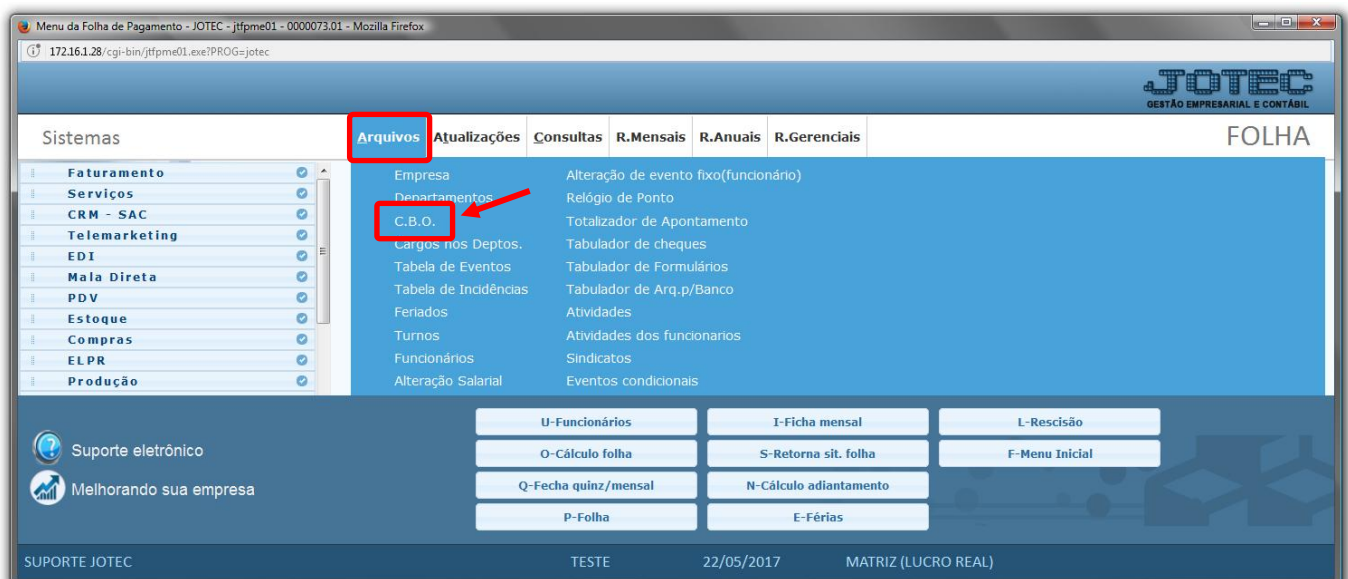 Menu da Folha de Pagamento - JOTEC - jtfpme01 - 0000073.01 - Mozilla Firefox
172.16.1.28/cgi-bin/jtfpme01.exe?PROG=jotec
JOTEC
GESTÃO EMPRESARIAL E CONTÁBIL
Sistemas
Arquivos Atualizações Consultas R.Mensais R.Anuais R.Gerenciais
FOLHA
Faturamento
Serviços
CRM - SAC
Telemarketing
EDI
Mala Direta
PDV
Estoque
Compras
ELPR
Produção
Empresa
Departamentos
C.B.O.
Cargos nos Deptos.
Tabela de Eventos
Tabela de Incidências
Feriados
Turnos
Funcionários
Alteração Salarial
Alteração de evento fixo(funcionário)
Relógio de Ponto
Totalizador de Apontamento
Tabulador de cheques
Tabulador de Formulários
Tabulador de Arq.p/Banco
Atividades
Atividades dos funcionarios
Sindicatos
Eventos condicionais
Suporte eletrônico
Melhorando sua empresa
U-Funcionários I-Ficha mensal L-Rescisão
O-Cálculo folha S-Retorna sit. folha F-Menu Inicial
Q-Fecha quinz/mensal N-Cálculo adiantamento
P-Folha E-Férias
SUPORTE JOTEC TESTE 22/05/2017 MATRIZ (LUCRO REAL)